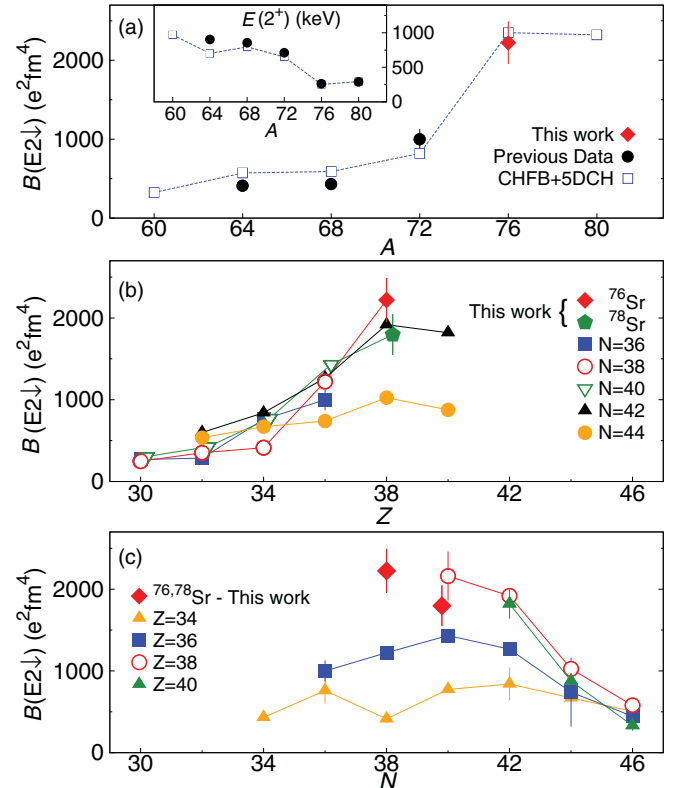 (a)
E(2⁺) (keV)
1000
500
0
60 64 68 72 76 80
A
2000
1000
0
B(E2↓) (e²fm⁴)
This work
Previous Data
CHFB+5DCH
60 64 68 72 76 80
A
(b)
2000
1000
0
B(E2↓) (e²fm⁴)
This work { ⁷⁶Sr
⁷⁸Sr
N=36
N=38
N=40
N=42
N=44
30 34 38 42 46
Z
(c)
2000
1000
0
B(E2↓) (e²fm⁴)
⁷⁶,⁷⁸Sr - This work
Z=34
Z=36
Z=38
Z=40
30 34 38 42 46
N